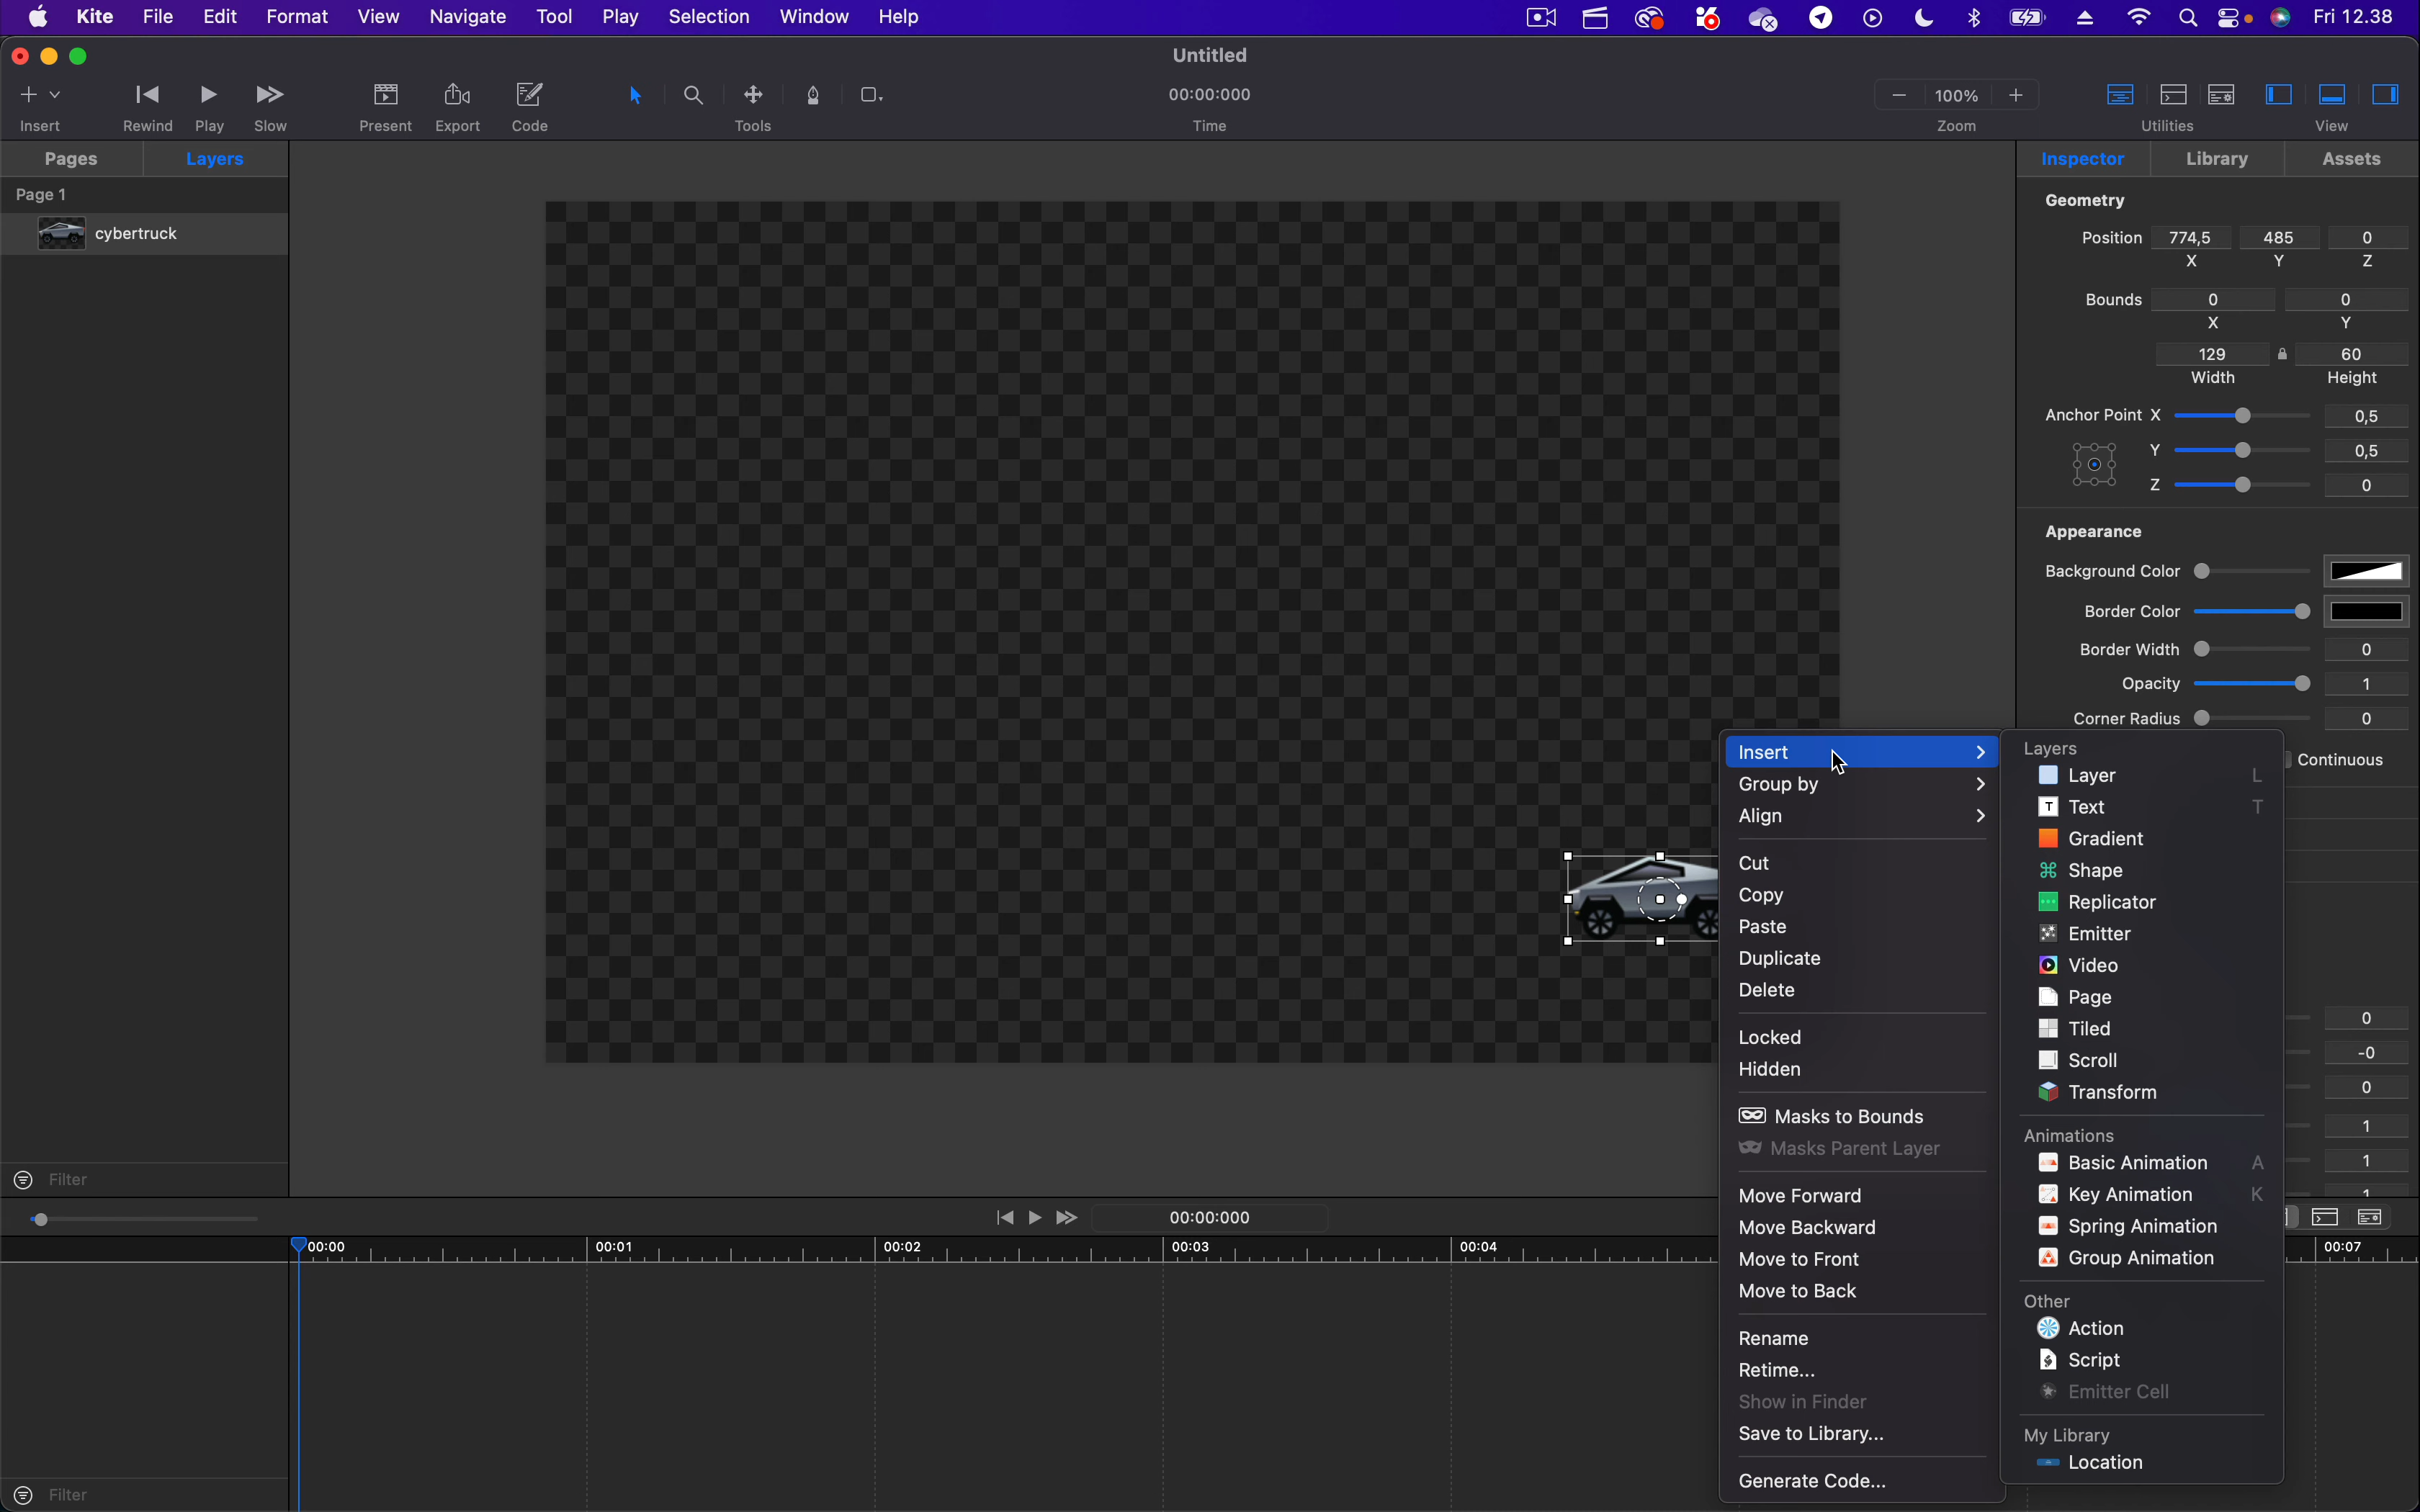 Kite File Edit Format View Navigate Tool Play Selection Window Help Fri 12.38
Untitled
00:00:000
100%
Insert Rewind Play Slow Present Export Code Tools Time Zoom Utilities View
Pages Layers
Page 1
cybertruck
Filter
Inspector Library Assets
Geometry
Position 774,5 485 0
X Y Z
Bounds 0 0
X Y
129 60
Width Height
Anchor Point X 0,5
Y 0,5
Z 0
Appearance
Background Color
Border Color
Border Width 0
Opacity 1
Corner Radius 0
Continuous
0
-0
0
1
1
1
Insert
Group by
Align
Cut
Copy
Paste
Duplicate
Delete
Locked
Hidden
Masks to Bounds
Masks Parent Layer
Move Forward
Move Backward
Move to Front
Move to Back
Rename
Retime...
Show in Finder
Save to Library...
Generate Code...
Layers
Layer L
Text T
Gradient
Shape
Replicator
Emitter
Video
Page
Tiled
Scroll
Transform
Animations
Basic Animation A
Key Animation K
Spring Animation
Group Animation
Other
Action
Script
Emitter Cell
My Library
Location
00:00:000
00:00 00:01 00:02 00:03 00:04 00:07
Filter